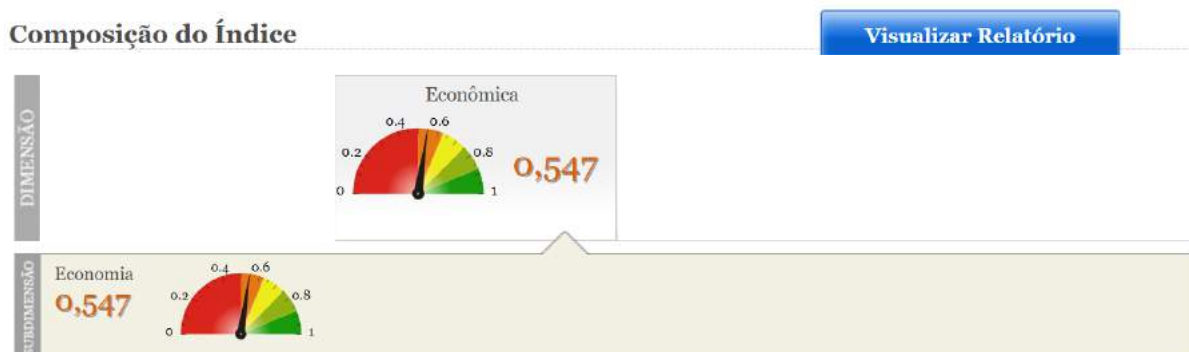 Composição do Índice
Visualizar Relatório
DIMENSÃO
Econômica
0.4 0.6
0.2 0.8
0 1
0,547
SUBDIMENSÃO
Economia
0,547
0.4 0.6
0.2 0.8
0 1